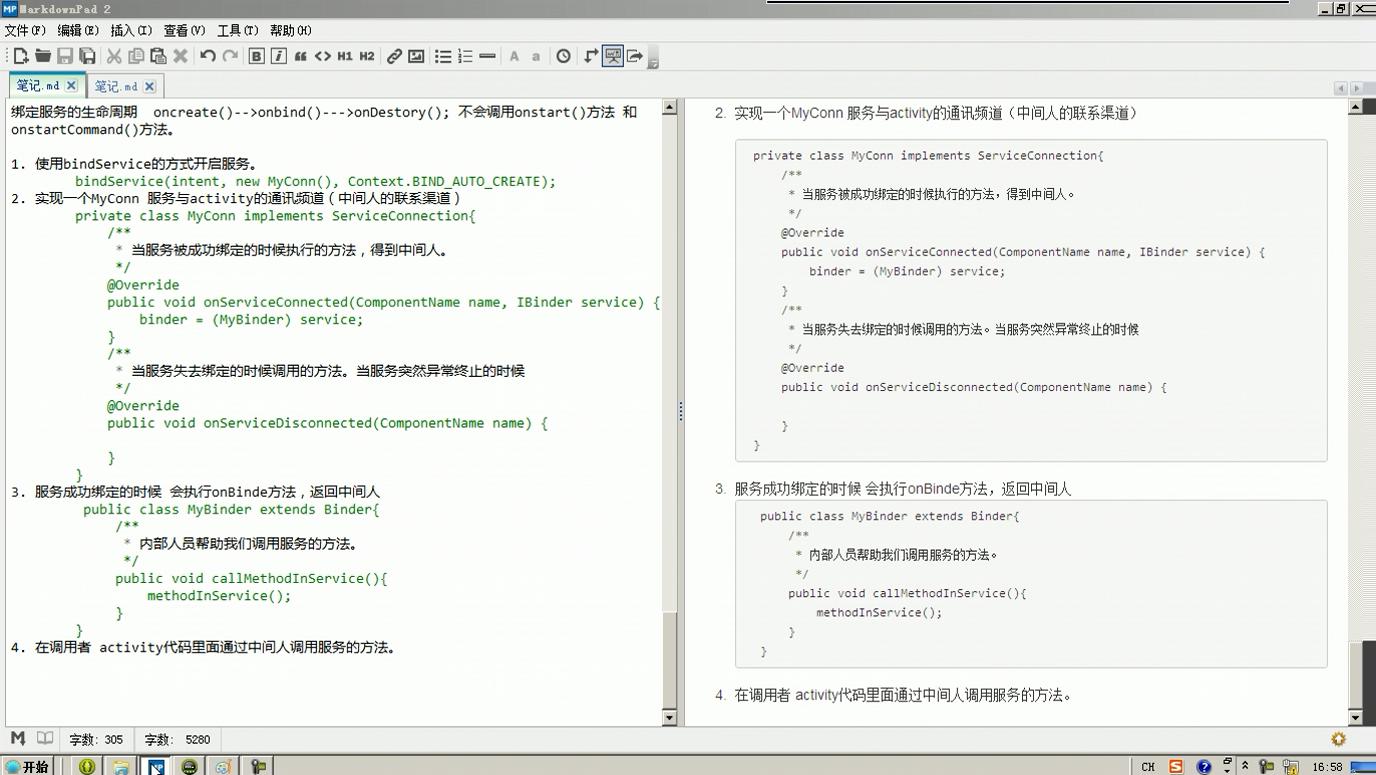 MarkdownPad 2
文件(F) 编辑(E) 插入(I) 查看(V) 工具(T) 帮助(H)
B I H1 H2 A a
笔记.md 笔记.md
绑定服务的生命周期 oncreate()-->onbind()--->onDestory(); 不会调用onstart()方法 和
onstartCommand()方法。
1. 使用bindService的方式开启服务。
bindService(intent, new MyConn(), Context.BIND_AUTO_CREATE);
2. 实现一个MyConn 服务与activity的通讯频道（中间人的联系渠道）
private class MyConn implements ServiceConnection{
/**
* 当服务被成功绑定的时候执行的方法，得到中间人。
*/
@Override
public void onServiceConnected(ComponentName name, IBinder service) {
binder = (MyBinder) service;
}
/**
* 当服务失去绑定的时候调用的方法。当服务突然异常终止的时候
*/
@Override
public void onServiceDisconnected(ComponentName name) {
}
}
3. 服务成功绑定的时候 会执行onBinde方法，返回中间人
public class MyBinder extends Binder{
/**
* 内部人员帮助我们调用服务的方法。
*/
public void callMethodInService(){
methodInService();
}
}
4. 在调用者 activity代码里面通过中间人调用服务的方法。
2. 实现一个MyConn 服务与activity的通讯频道（中间人的联系渠道）
private class MyConn implements ServiceConnection{
/**
* 当服务被成功绑定的时候执行的方法，得到中间人。
*/
@Override
public void onServiceConnected(ComponentName name, IBinder service) {
binder = (MyBinder) service;
}
/**
* 当服务失去绑定的时候调用的方法。当服务突然异常终止的时候
*/
@Override
public void onServiceDisconnected(ComponentName name) {
}
}
3. 服务成功绑定的时候 会执行onBinde方法，返回中间人
public class MyBinder extends Binder{
/**
* 内部人员帮助我们调用服务的方法。
*/
public void callMethodInService(){
methodInService();
}
}
4. 在调用者 activity代码里面通过中间人调用服务的方法。
字数: 305 字数: 5280
开始 CH 16:58